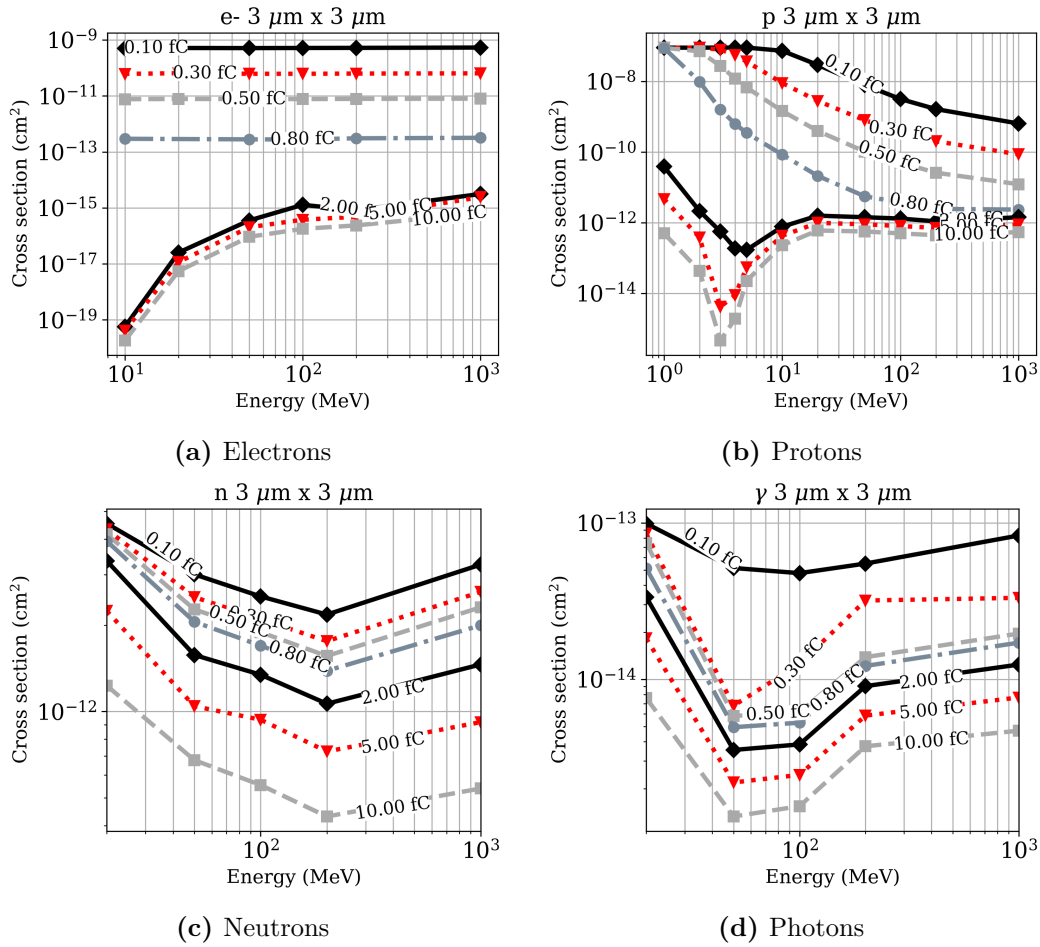 e- 3 μm x 3 μm
10⁻⁹
10⁻¹¹
10⁻¹³
10⁻¹⁵
10⁻¹⁷
10⁻¹⁹
Cross section (cm²)
0.10 fC
0.30 fC
0.50 fC
0.80 fC
2.00 f
5.00 fC
10.00 fC
10¹
10²
10³
Energy (MeV)
(a) Electrons
p 3 μm x 3 μm
10⁻⁸
10⁻¹⁰
10⁻¹²
10⁻¹⁴
Cross section (cm²)
0.10 fC
0.30 fC
0.50 fC
0.80 fC
2.00 fC
5.00 fC
10.00 fC
10⁰
10¹
10²
10³
Energy (MeV)
(b) Protons
n 3 μm x 3 μm
10⁻¹²
Cross section (cm²)
0.10 fC
0.30 fC
0.50 fC
0.80 fC
2.00 fC
5.00 fC
10.00 fC
10²
10³
Energy (MeV)
(c) Neutrons
γ 3 μm x 3 μm
10⁻¹³
10⁻¹⁴
Cross section (cm²)
0.10 fC
0.30 fC
0.50 fC
0.80 fC
2.00 fC
5.00 fC
10.00 fC
10²
10³
Energy (MeV)
(d) Photons